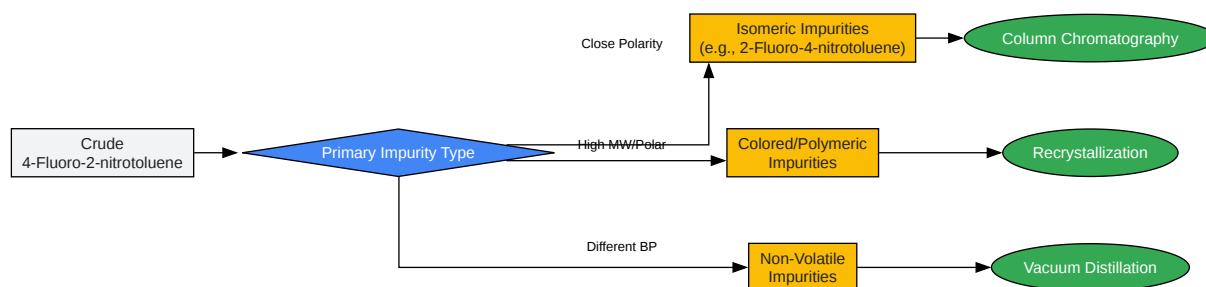 Crude
4-Fluoro-2-nitrotoluene
Primary Impurity Type
Close Polarity
Isomeric Impurities
(e.g., 2-Fluoro-4-nitrotoluene)
Column Chromatography
High MW/Polar
Colored/Polymeric
Impurities
Recrystallization
Different BP
Non-Volatile
Impurities
Vacuum Distillation